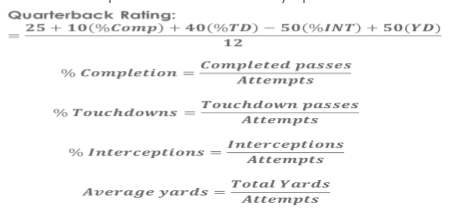 Quarterback Rating:
= 25 + 10(%Comp) + 40(%TD) − 50(%INT) + 50(YD) / 12
% Completion = Completed passes / Attempts
% Touchdowns = Touchdown passes / Attempts
% Interceptions = Interceptions / Attempts
Average yards = Total Yards / Attempts